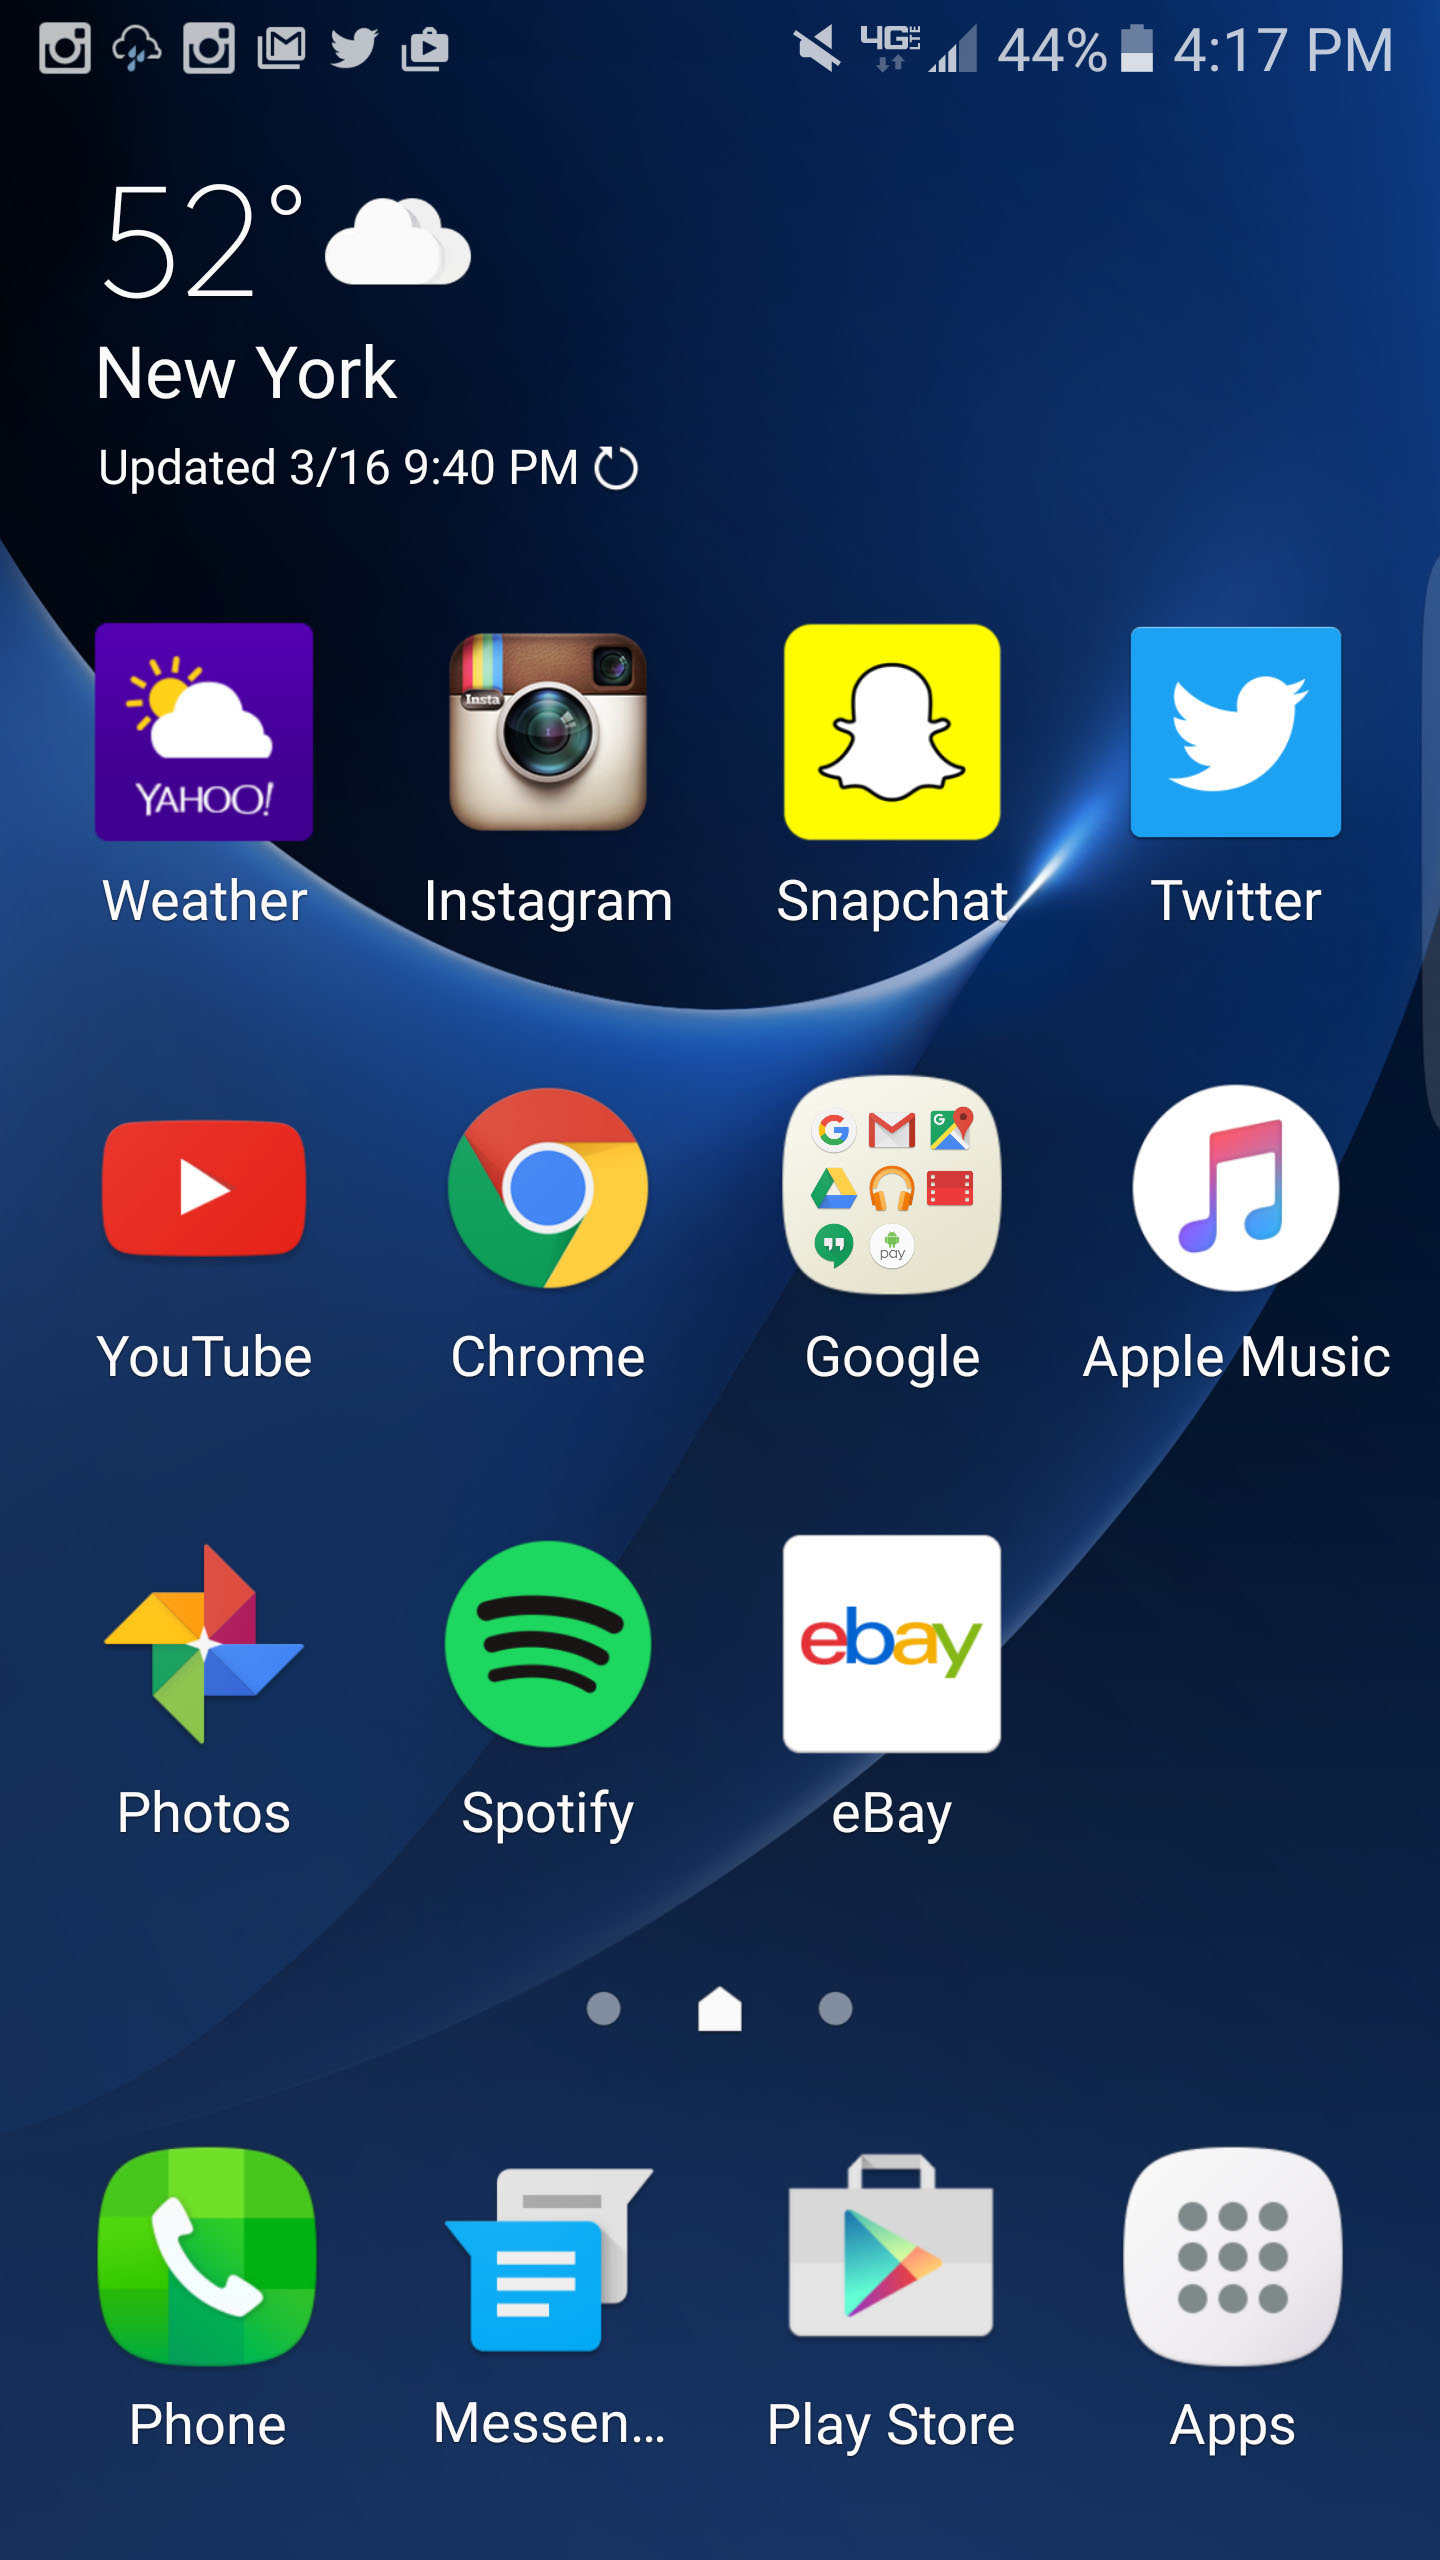 4G LTE 44% 4:17 PM
52°
New York
Updated 3/16 9:40 PM
YAHOO!
Insta
Weather Instagram Snapchat Twitter
G
G
pay
YouTube Chrome Google Apple Music
ebay
Photos Spotify eBay
Phone Messen... Play Store Apps